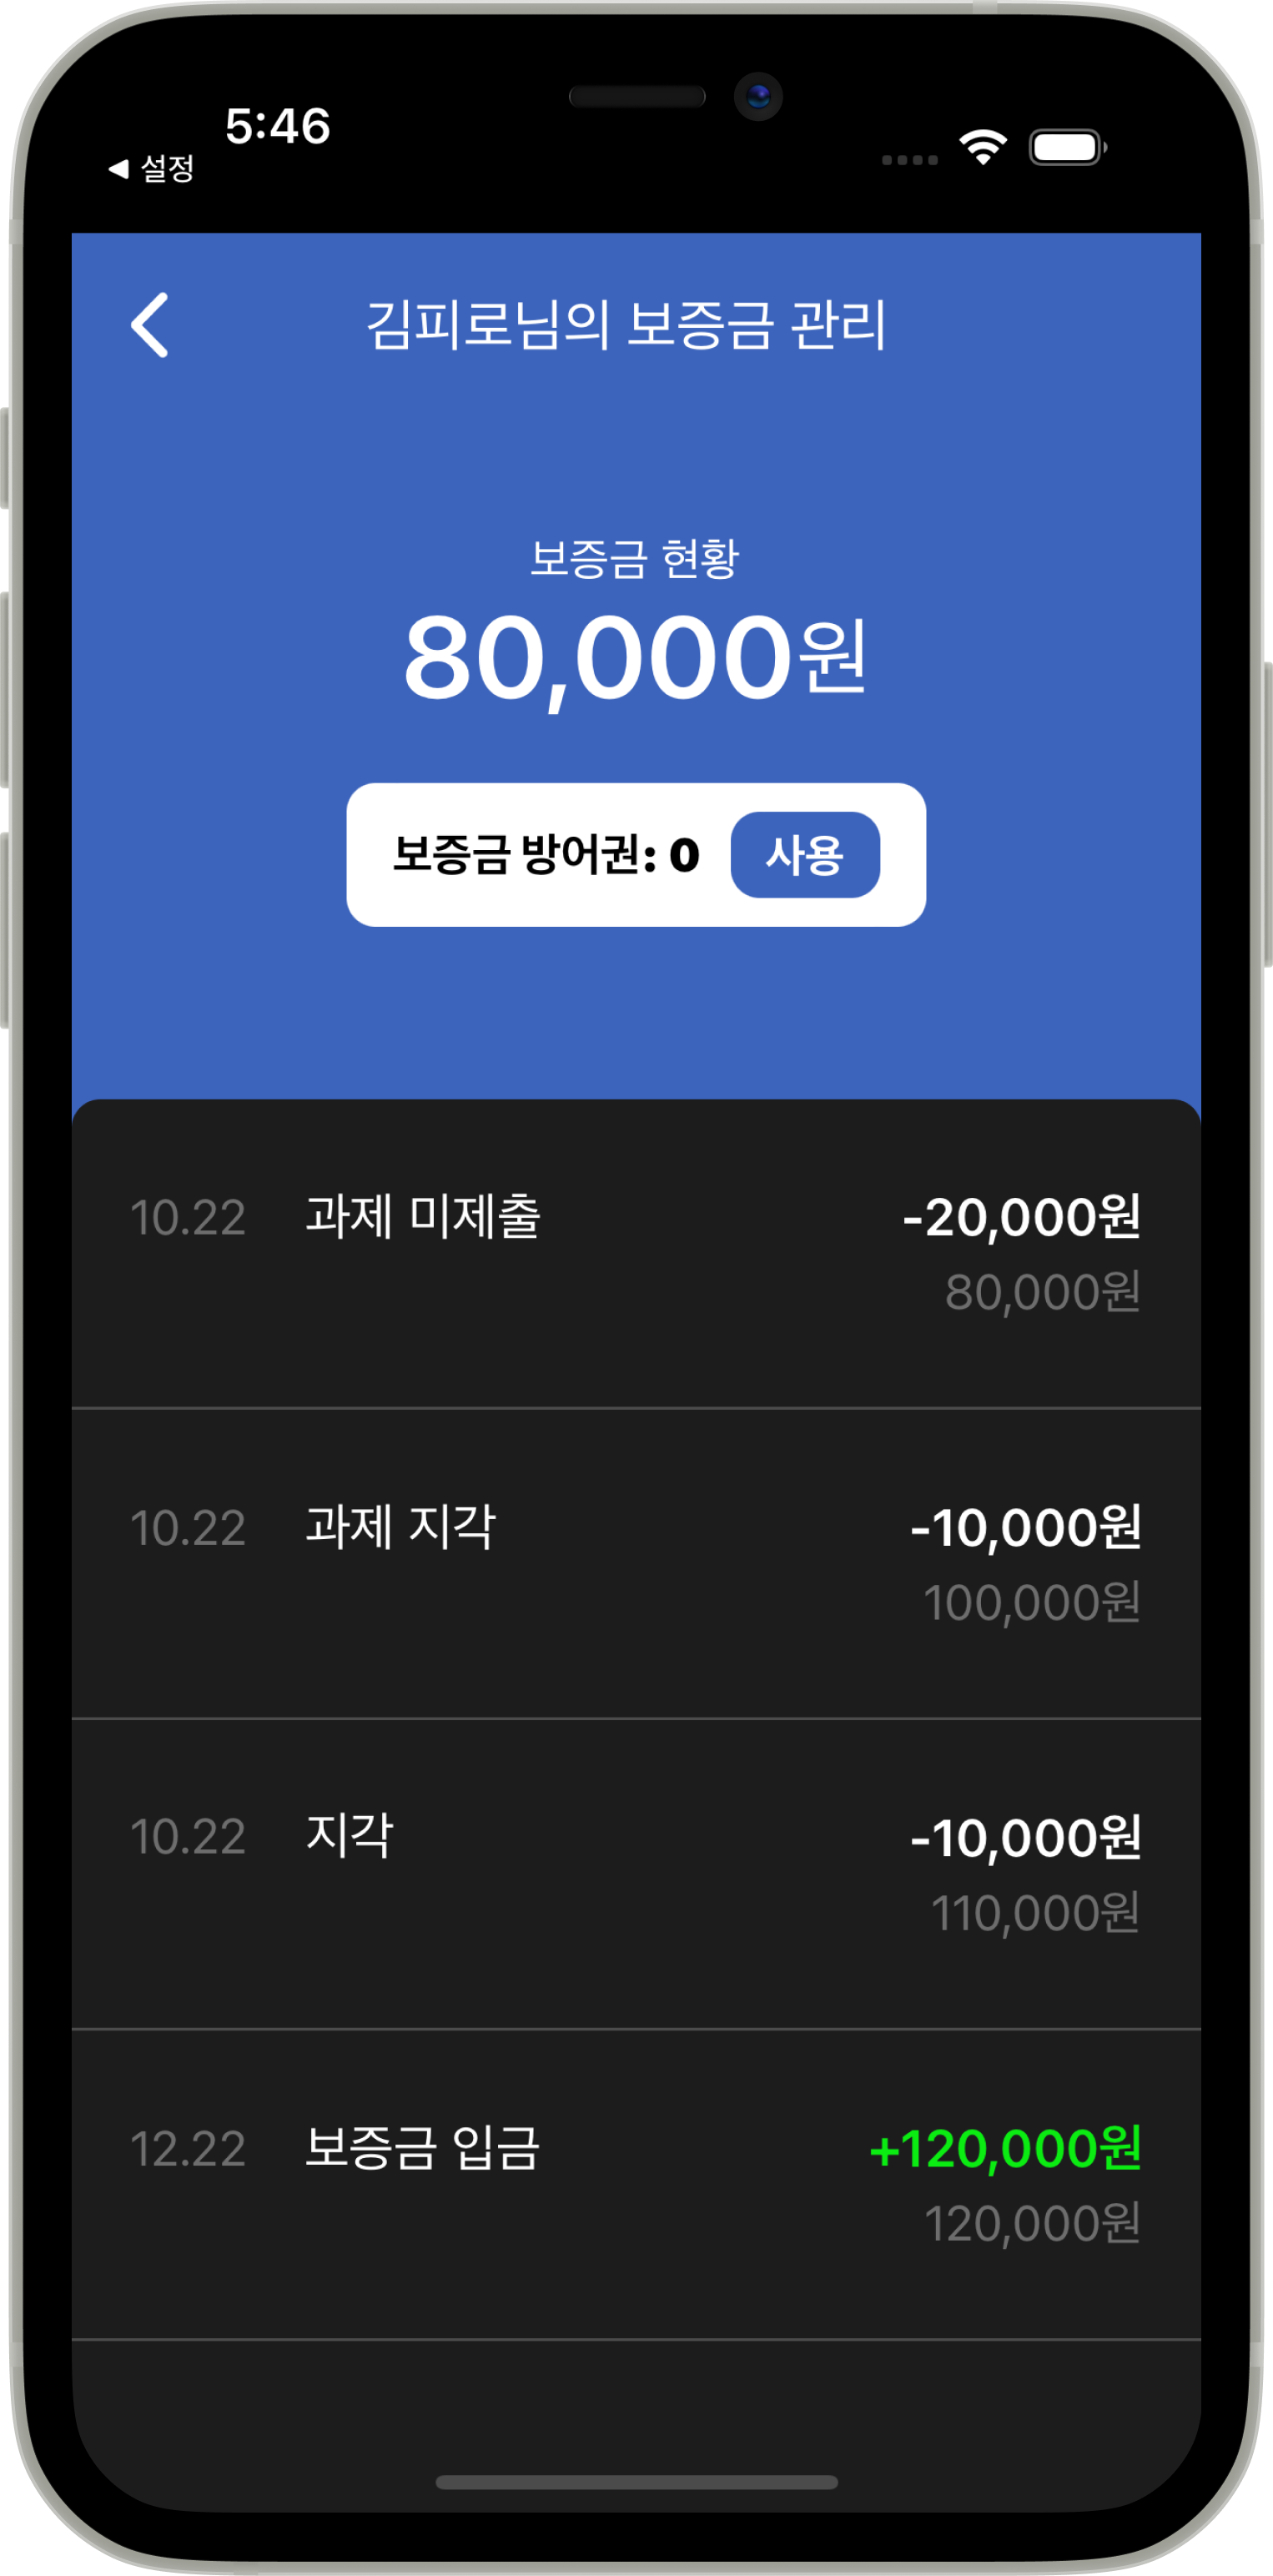 5:46
◀ 설정
김피로님의 보증금 관리
보증금 현황
80,000원
보증금 방어권: 0 사용
10.22 과제 미제출 -20,000원
80,000원
10.22 과제 지각 -10,000원
100,000원
10.22 지각 -10,000원
110,000원
12.22 보증금 입금 +120,000원
120,000원